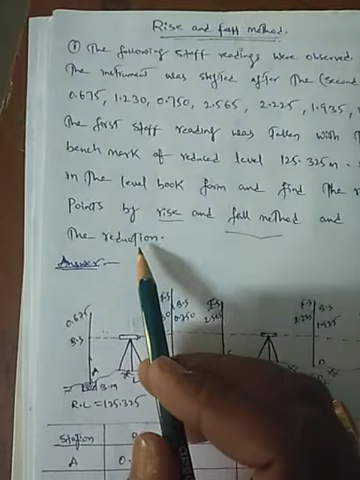 Rise and fall method.
① The following staff readings were observed
The instrument was shifted after the (second
0.675, 1.230, 0.750, 2.565, 2.225, 1.935, 1
The first staff reading was taken with T
bench mark of reduced level 125.325m.
in the level book form and find the r
Points by rise and fall method and
the reduction.
Answer:-
0.675
B.S
A
B.M
R.L = 125.325
F.S
B.S
0.750
I.S
2.565
F.S
2.225
B.S
1.935
D
Station
A
0.